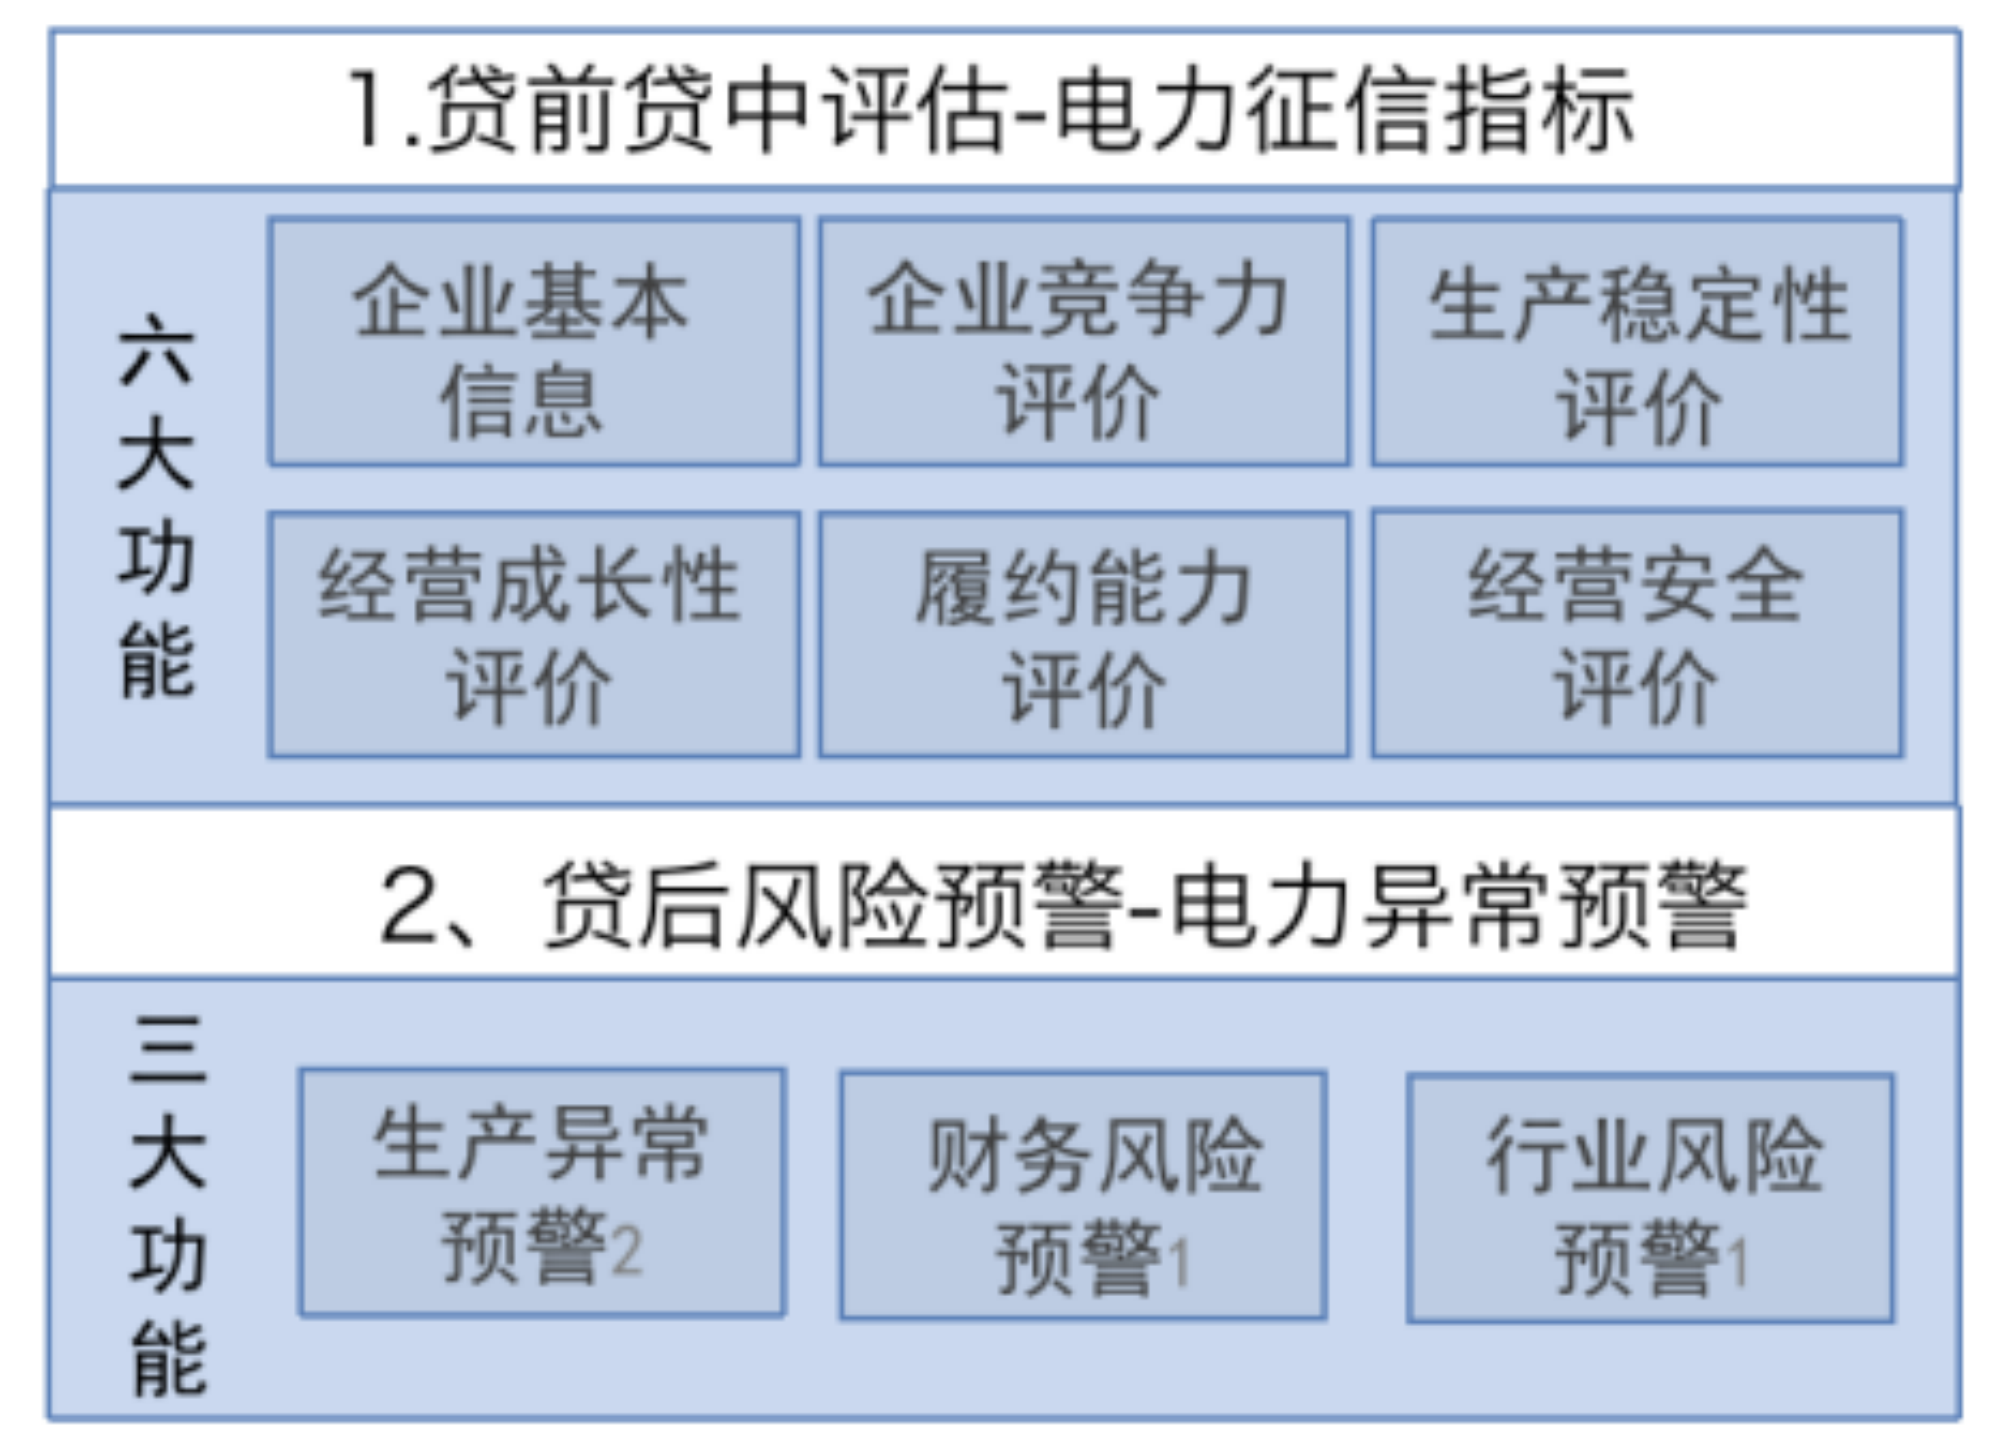 1.贷前贷中评估-电力征信指标
六
大
功
能
企业基本
信息
企业竞争力
评价
生产稳定性
评价
经营成长性
评价
履约能力
评价
经营安全
评价
2、贷后风险预警-电力异常预警
三
大
功
能
生产异常
预警2
财务风险
预警1
行业风险
预警1